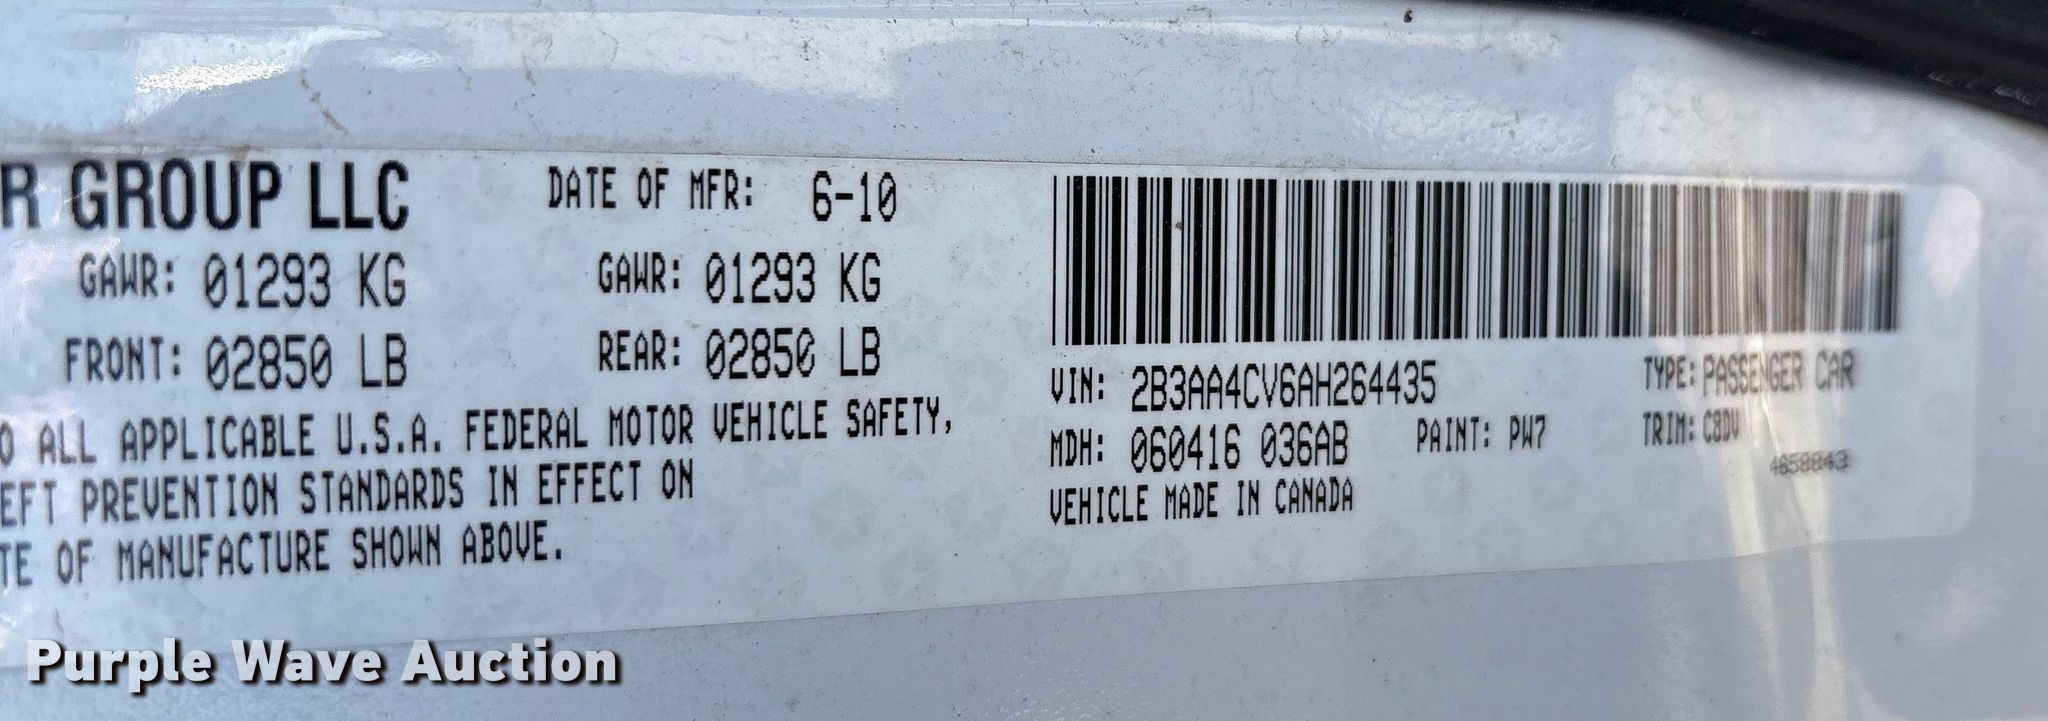 R GROUP LLC
DATE OF MFR: 6-10
GAWR: 01293 KG
GAWR: 01293 KG
FRONT: 02850 LB
REAR: 02850 LB
O ALL APPLICABLE U.S.A. FEDERAL MOTOR VEHICLE SAFETY,
EFT PREVENTION STANDARDS IN EFFECT ON
TE OF MANUFACTURE SHOWN ABOVE.
VIN: 2B3AA4CV6AH264435
TYPE: PASSENGER CAR
MDH: 060416 036AB
PAINT: PW7
TRIM: C8DV
4658843
VEHICLE MADE IN CANADA
Purple Wave Auction